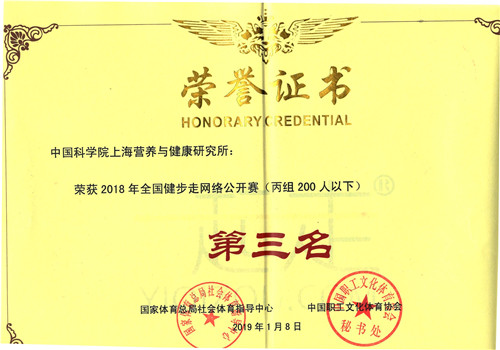 荣誉证书
HONORARY CREDENTIAL
中国科学院上海营养与健康研究所：
荣获 2018 年全国健步走网络公开赛（丙组 200 人以下）
第三名
国家体育总局社会体育指导中心
中国职工文化体育协会
2019 年 1 月 8 日
秘书处